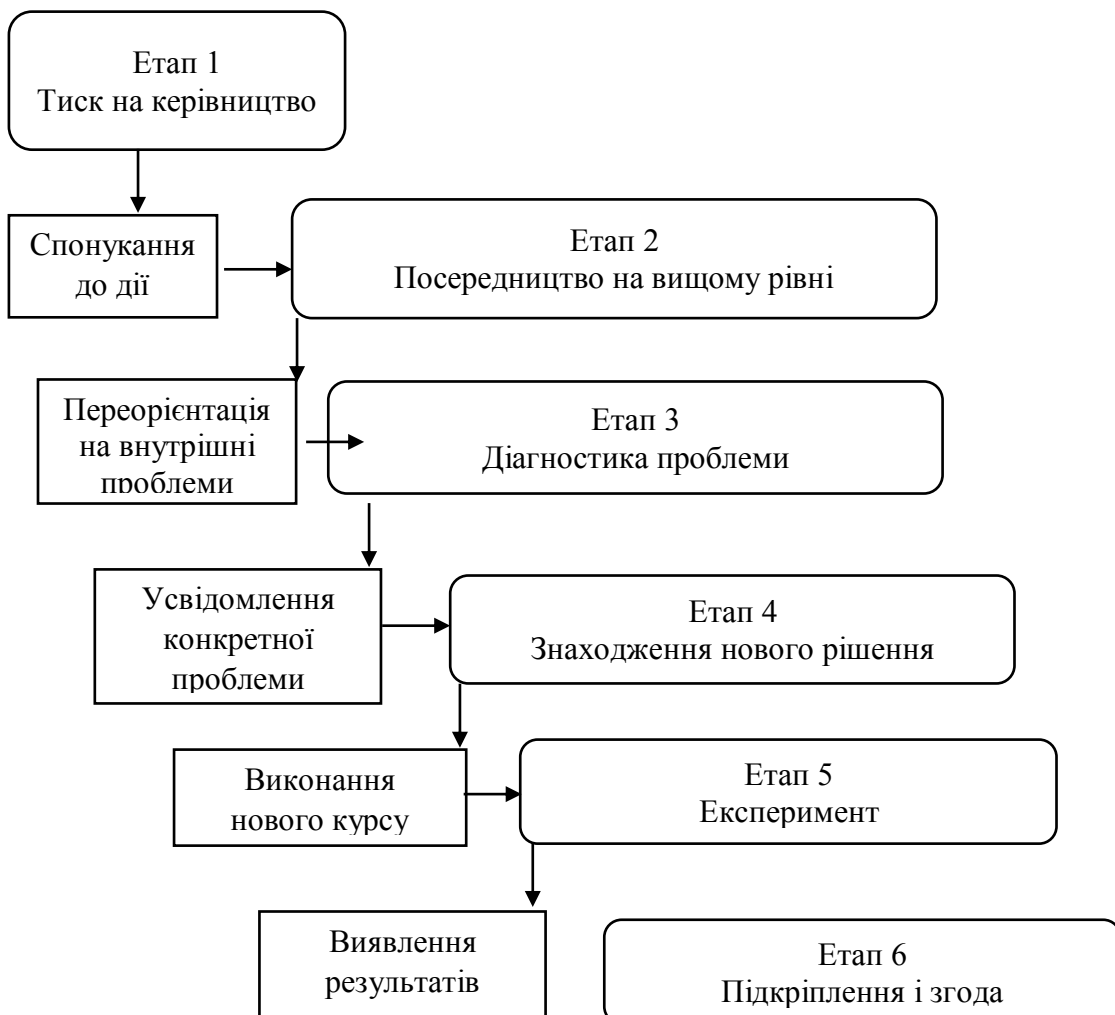 Етап 1
Тиск на керівництво
Спонукання
до дії
Етап 2
Посередництво на вищому рівні
Переорієнтація
на внутрішні
проблеми
Етап 3
Діагностика проблеми
Усвідомлення
конкретної
проблеми
Етап 4
Знаходження нового рішення
Виконання
нового курсу
Етап 5
Експеримент
Виявлення
результатів
Етап 6
Підкріплення і згода